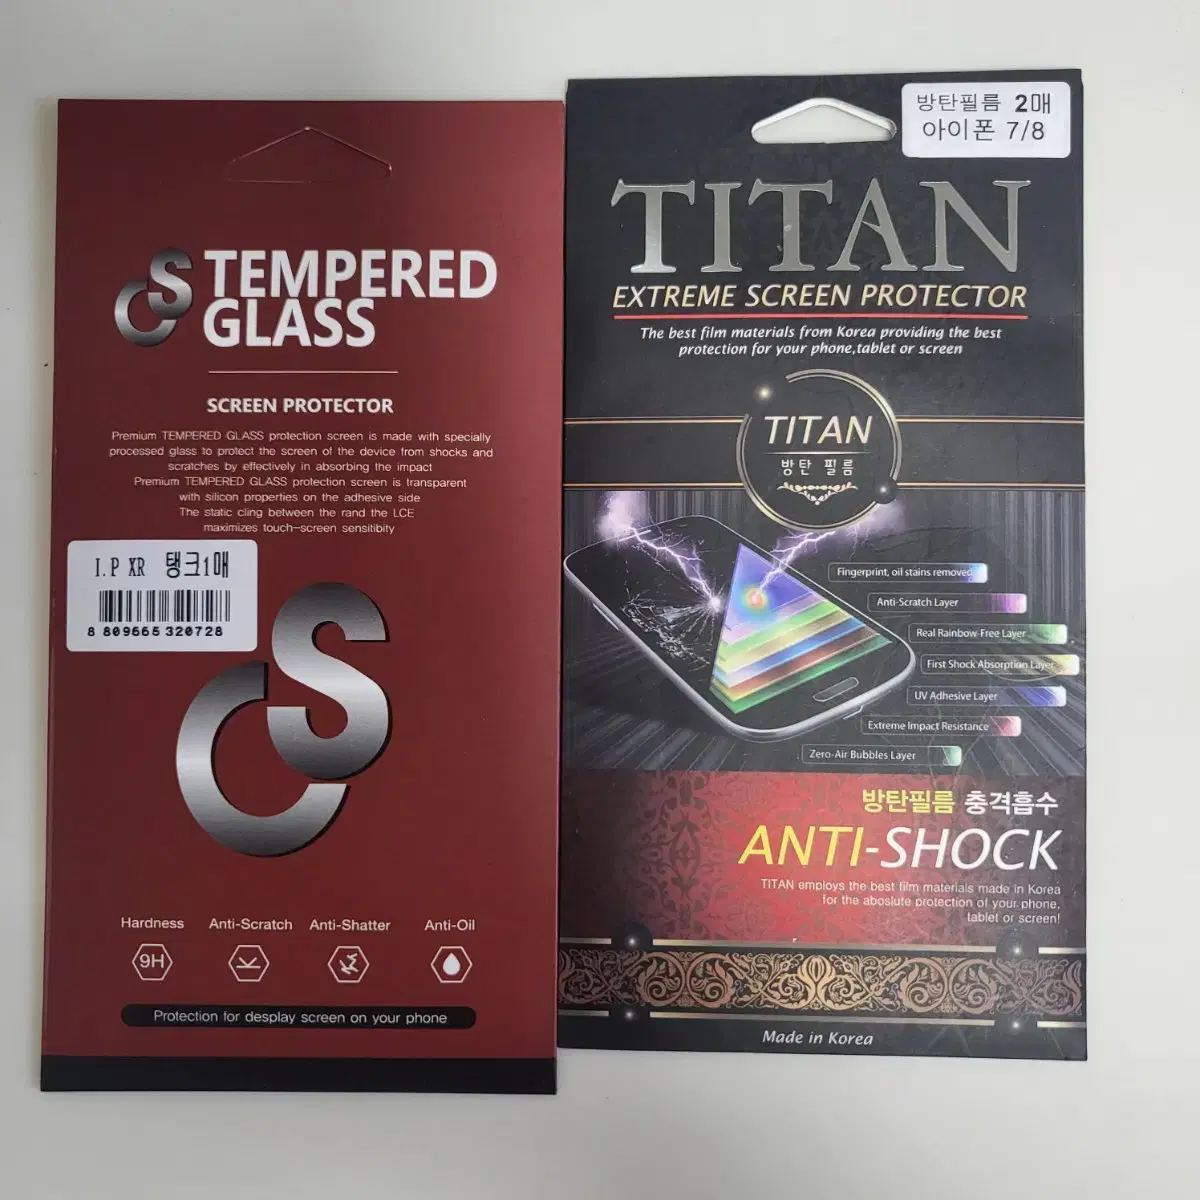 CS TEMPERED
GLASS
SCREEN PROTECTOR
Premium TEMPERED GLASS protection screen is made with specially
processed glass to protect the screen of the device from shocks and
scratches by effectively in absorbing the impact
Premium TEMPERED GLASS protection screen is transparent
with silicon properties on the adhesive side
The static cling between the rand the LCE
maximizes touch-screen sensitibity
I.P XR 탱크1매
8 809665 320728
CS
Hardness Anti-Scratch Anti-Shatter Anti-Oil
9H
Protection for desplay screen on your phone
방탄필름 2매
아이폰 7/8
TITAN
EXTREME SCREEN PROTECTOR
The best film materials from Korea providing the best
protection for your phone,tablet or screen
TITAN
방탄 필름
Fingerprint, oil stains removed
Anti-Scratch Layer
Real Rainbow-Free Layer
First Shock Absorption Layer
UV Adhesive Layer
Extreme Impact Resistance
Zero-Air Bubbles Layer
방탄필름 충격흡수
ANTI-SHOCK
TITAN employs the best film materials made in Korea
for the aboslute protection of your phone,
tablet or screen!
Made in Korea